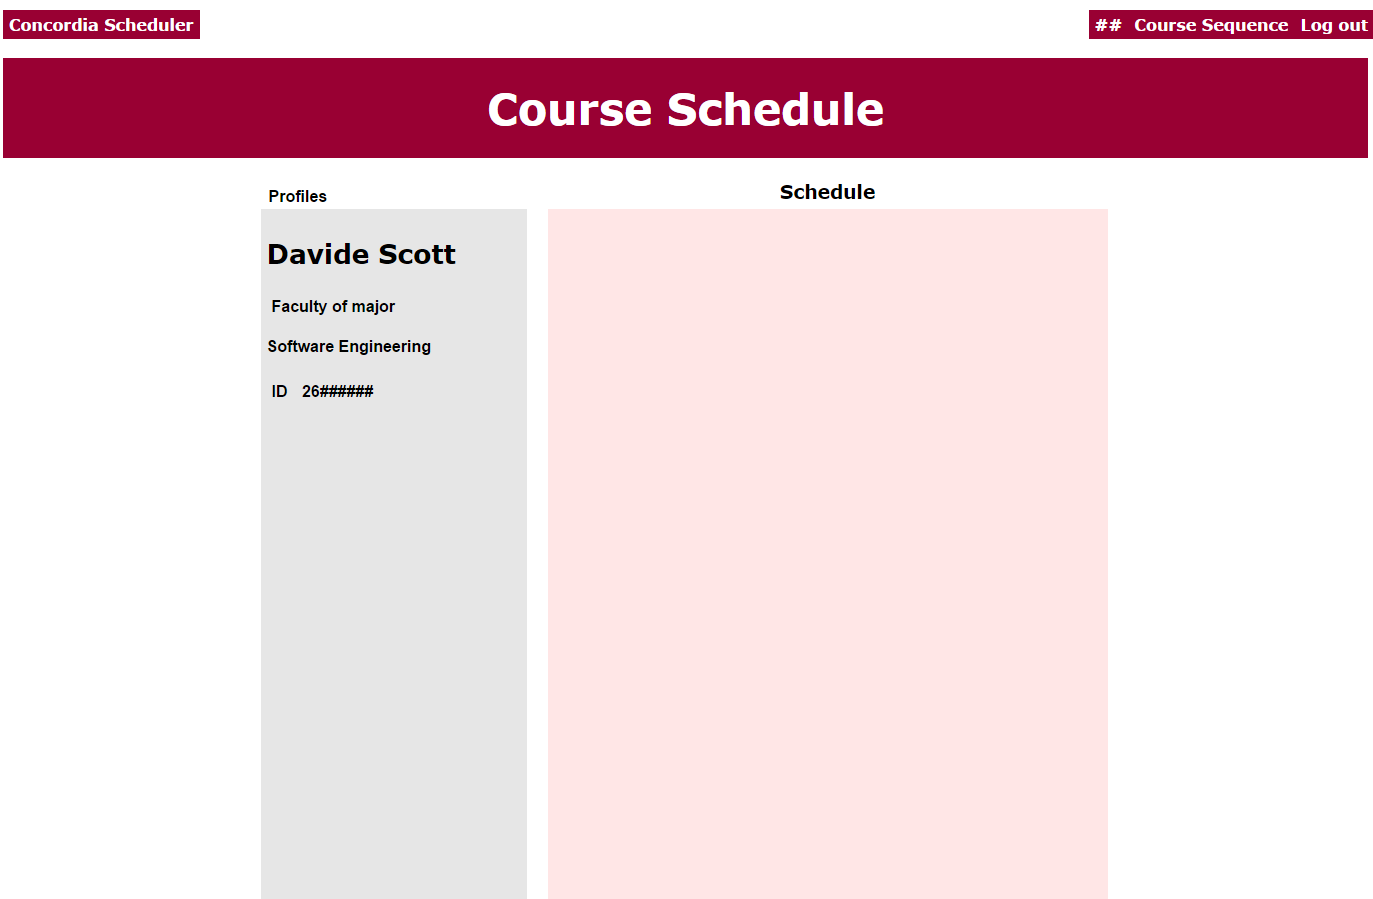 Concordia Scheduler
## Course Sequence Log out
Course Schedule
Profiles
Schedule
Davide Scott
Faculty of major
Software Engineering
ID 26######